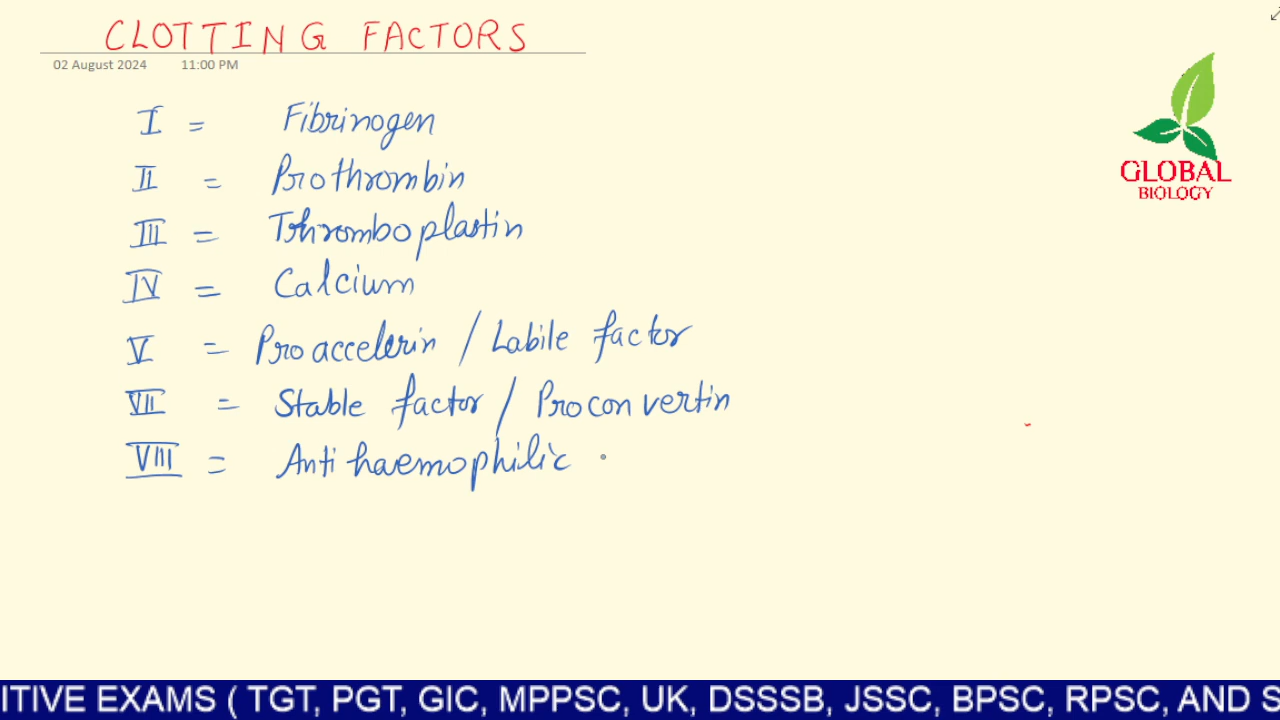 CLOTTING FACTORS
02 August 2024 11:00 PM
GLOBAL
BIOLOGY
I = Fibrinogen
II = Prothrombin
III = Thromboplastin
IV = Calcium
V = Proaccelerin / Labile factor
VII = Stable factor / Proconvertin
VIII = Anti haemophilic
ITIVE EXAMS ( TGT, PGT, GIC, MPPSC, UK, DSSSB, JSSC, BPSC, RPSC, AND S